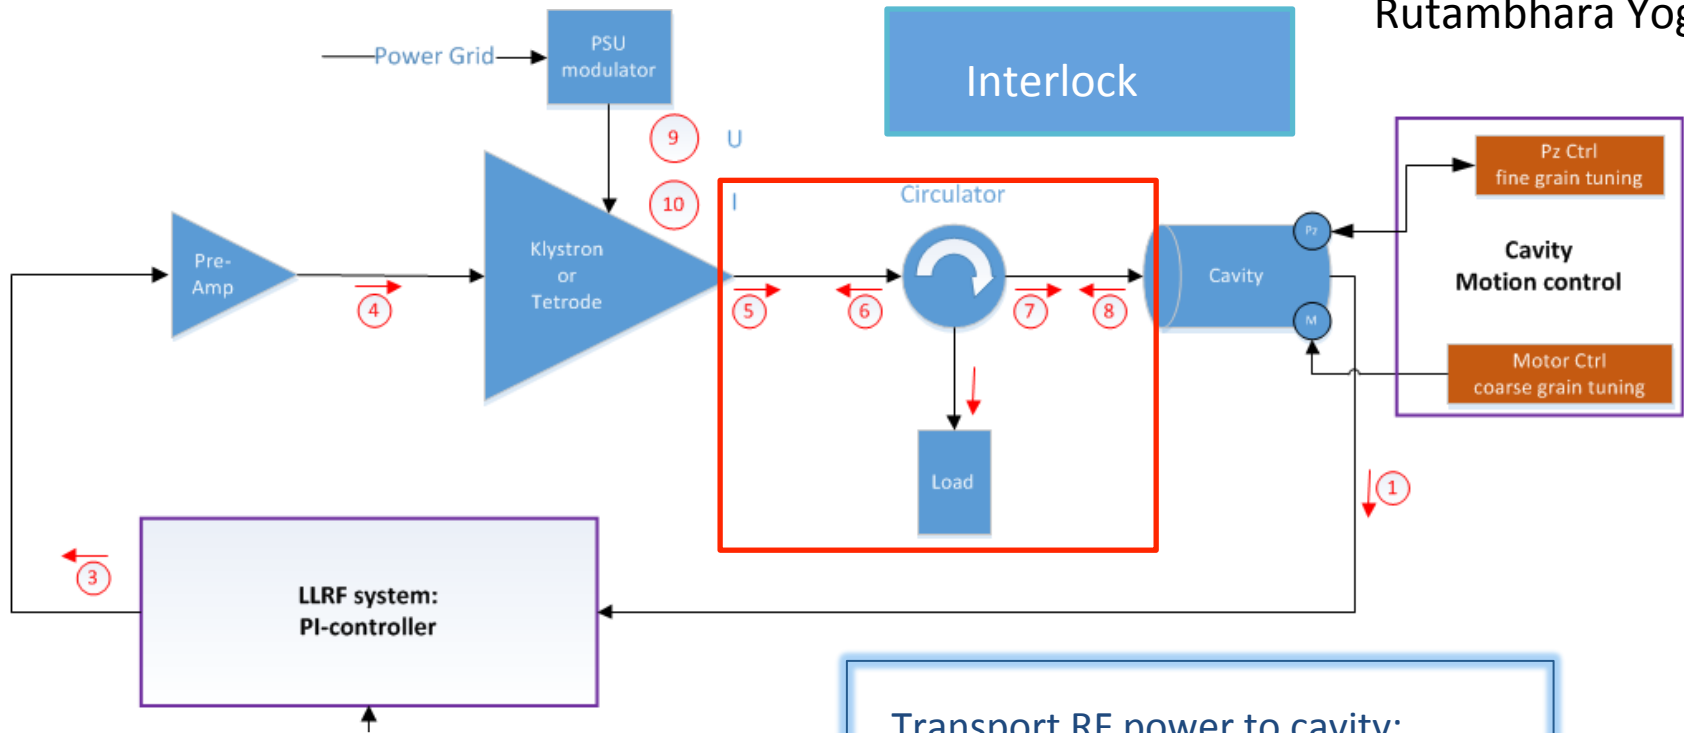 Rutambhara Yog
Interlock
Power Grid
PSU
modulator
9
U
10
I
Circulator
Pz Ctrl
fine grain tuning
Cavity
Motion control
Motor Ctrl
coarse grain tuning
Pre-
Amp
4
Klystron
or
Tetrode
5
6
7
8
Cavity
Pz
M
Load
1
3
LLRF system:
PI-controller
Transport RF power to cavity: